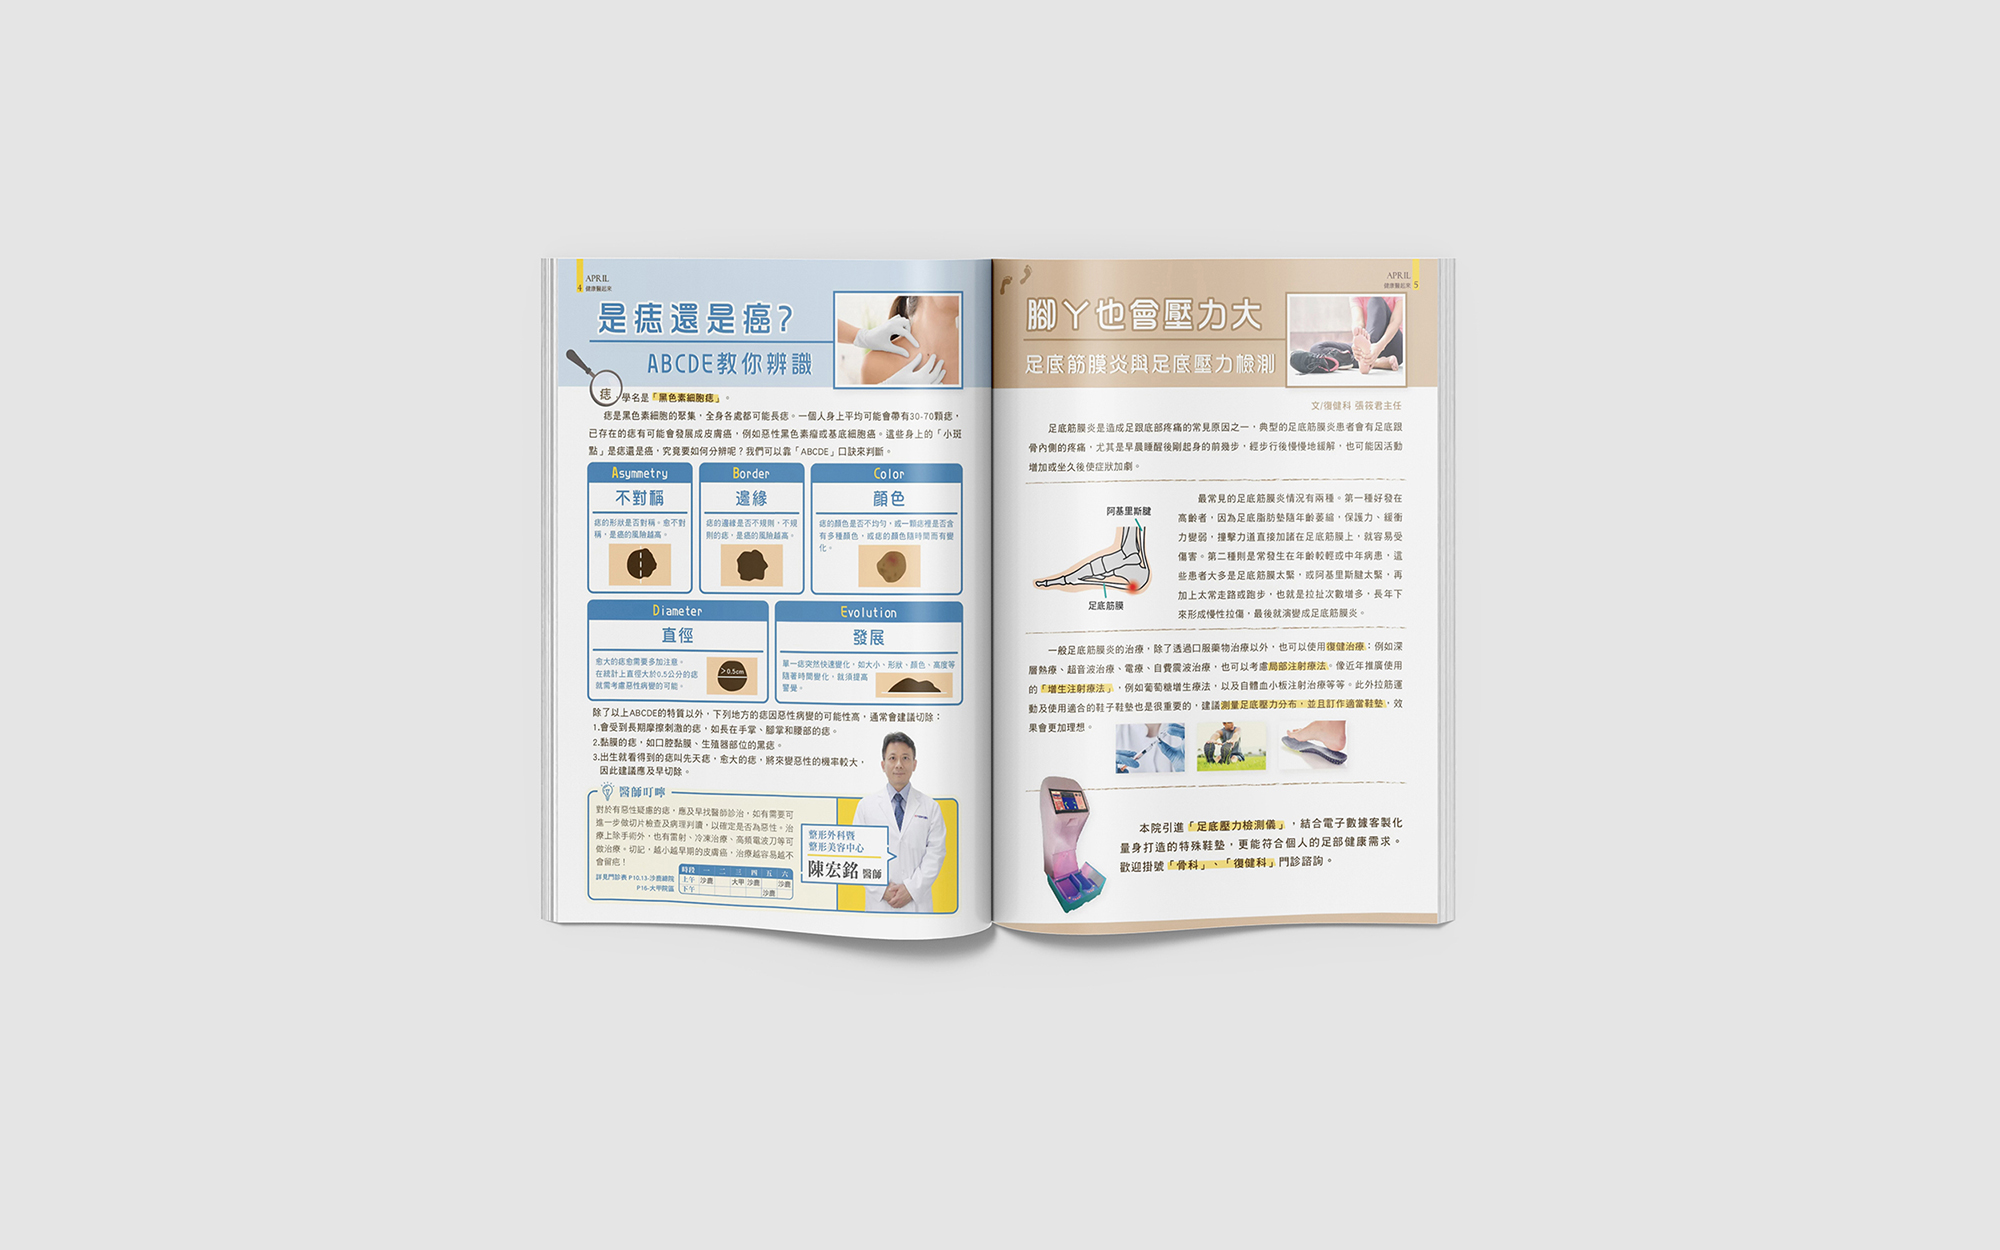 APRIL
4 健康醫起來
是痣還是癌?
ABCDE教你辨識
痣,學名是「黑色素細胞痣」。
痣是黑色素細胞的聚集,全身各處都可能長痣。一個人身上平均可能會帶有30-70顆痣,
已存在的痣有可能會發展成皮膚癌,例如惡性黑色素瘤或基底細胞癌。這些身上的「小斑
點」是痣還是癌,究竟要如何分辨呢?我們可以靠「ABCDE」口訣來判斷。
Asymmetry
不對稱
痣的形狀是否對稱。愈不對
稱,是癌的風險越高。
Border
邊緣
痣的邊緣是否不規則,不規
則的痣,是癌的風險越高。
Color
顏色
痣的顏色是否不均勻,或一顆痣裡是否含
有多種顏色,或痣的顏色隨時間而有變
化。
Diameter
直徑
愈大的痣愈需要多加注意。
在統計上直徑大於0.5公分的痣
就需考慮惡性病變的可能。
>0.5cm
Evolution
發展
單一痣突然快速變化,如大小、形狀、顏色、高度等
隨著時間變化,就須提高
警覺。
除了以上ABCDE的特質以外,下列地方的痣因惡性病變的可能性高,通常會建議切除:
1.會受到長期摩擦刺激的痣,如長在手掌、腳掌和腰部的痣。
2.黏膜的痣,如口腔黏膜、生殖器部位的黑痣。
3.出生就看得到的痣叫先天痣,愈大的痣,將來變惡性的機率較大,
因此建議應及早切除。
醫師叮嚀
對於有惡性疑慮的痣,應及早找醫師診治,如有需要可
進一步做切片檢查及病理判讀,以確定是否為惡性。治
療上除手術外,也有雷射、冷凍治療、高頻電波刀等可
做治療。切記,越小越早期的皮膚癌,治療越容易越不
會留疤!
詳見門診表 P10.13-沙鹿總院
P16-大甲院區
時段 一 二 三 四 五 六
上午 沙鹿 大甲 沙鹿 沙鹿
下午 沙鹿
整形外科暨
整形美容中心
陳宏銘 醫師
APRIL
健康醫起來 5
腳丫也會壓力大
足底筋膜炎與足底壓力檢測
文/復健科 張筱君主任
足底筋膜炎是造成足跟底部疼痛的常見原因之一,典型的足底筋膜炎患者會有足底跟
骨內側的疼痛,尤其是早晨睡醒後剛起身的前幾步,經步行後慢慢地緩解,也可能因活動
增加或坐久後使症狀加劇。
阿基里斯腱
足底筋膜
最常見的足底筋膜炎情況有兩種。第一種好發在
高齡者,因為足底脂肪墊隨年齡萎縮,保護力、緩衝
力變弱,撞擊力道直接加諸在足底筋膜上,就容易受
傷害。第二種則是常發生在年齡較輕或中年病患,這
些患者大多是足底筋膜太緊,或阿基里斯腱太緊,再
加上太常走路或跑步,也就是拉扯次數增多,長年下
來形成慢性拉傷,最後就演變成足底筋膜炎。
一般足底筋膜炎的治療,除了透過口服藥物治療以外,也可以使用復健治療:例如深
層熱療、超音波治療、電療、自費震波治療,也可以考慮局部注射療法。像近年推廣使用
的「增生注射療法」,例如葡萄糖增生療法,以及自體血小板注射治療等等。此外拉筋運
動及使用適合的鞋子鞋墊也是很重要的,建議測量足底壓力分布,並且訂作適當鞋墊,效
果會更加理想。
本院引進「足底壓力檢測儀」,結合電子數據客製化
量身打造的特殊鞋墊,更能符合個人的足部健康需求。
歡迎掛號「骨科」、「復健科」門診諮詢。